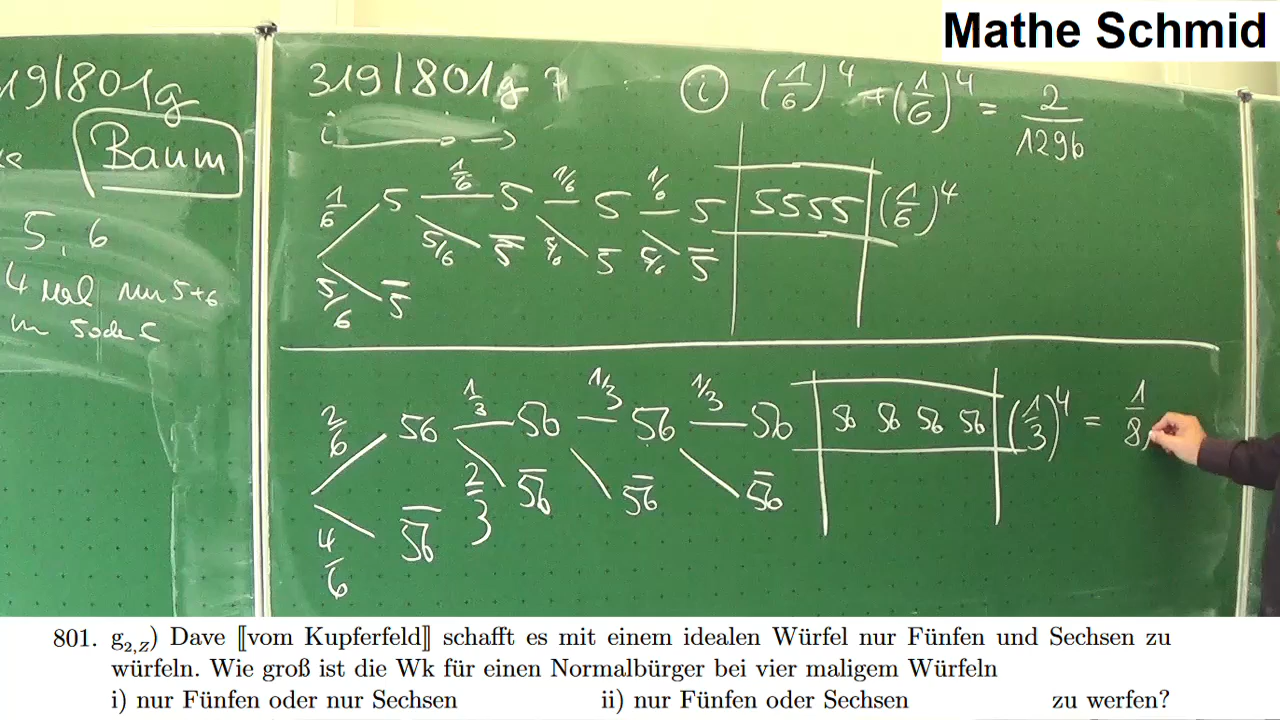 Mathe Schmid
19/801g
Baum
5, 6
4 Mal nur 5+6
319/801g
i
i (1/6)^4 + (1/6)^4 = 2/1296
1/6 5 1/6 5 1/6 5 1/6 5 5555 (1/6)^4
5/6 5̅ 5/6 5̅ 5/6 5̅ 5/6 5̅
2/6 56 1/3 56 1/3 56 1/3 56 56 56 56 56 (1/3)^4 = 1/8
4/6 5̅6̅ 2/3 5̅6̅ 5̅6̅ 5̅6̅
801. g2,Z) Dave ⟦vom Kupferfeld⟧ schafft es mit einem idealen Würfel nur Fünfen und Sechsen zu
würfeln. Wie groß ist die Wk für einen Normalbürger bei vier maligem Würfeln
i) nur Fünfen oder nur Sechsen ii) nur Fünfen oder Sechsen zu werfen?